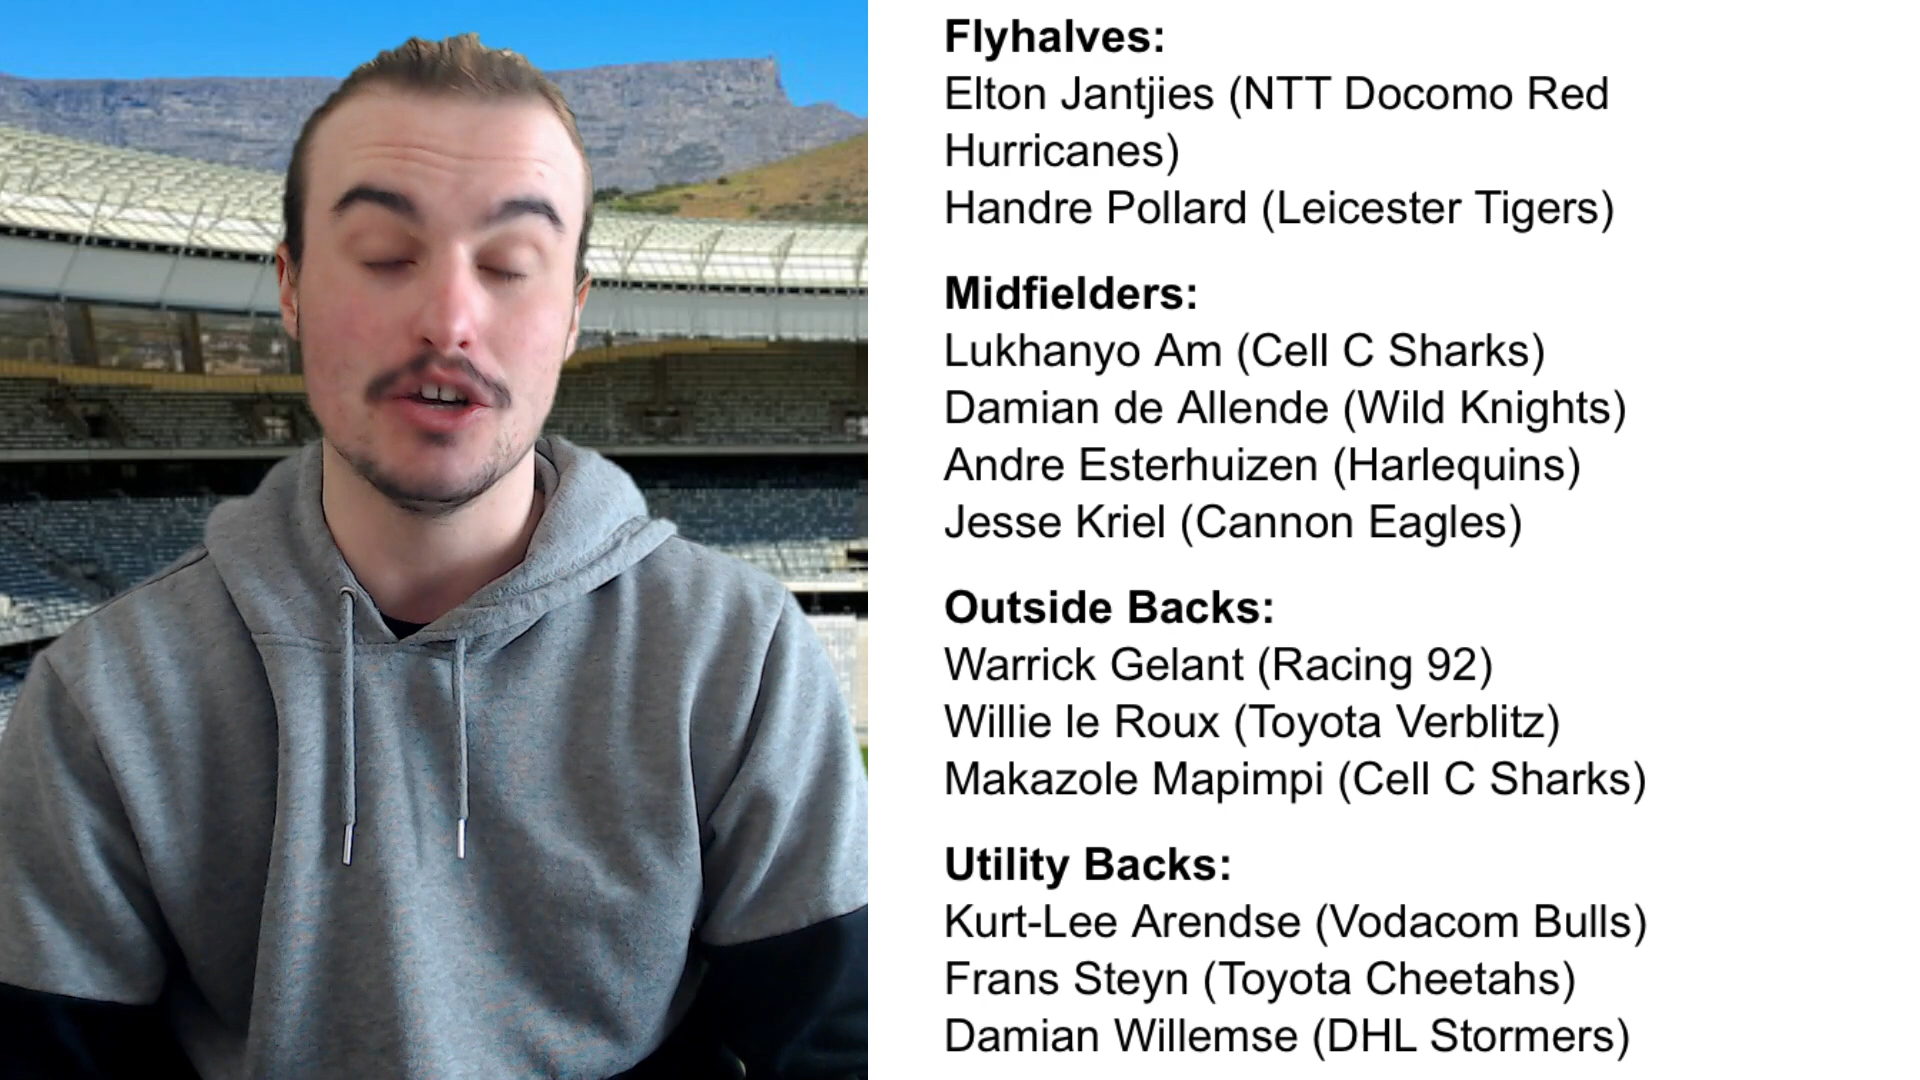 Flyhalves:
Elton Jantjies (NTT Docomo Red
Hurricanes)
Handre Pollard (Leicester Tigers)
Midfielders:
Lukhanyo Am (Cell C Sharks)
Damian de Allende (Wild Knights)
Andre Esterhuizen (Harlequins)
Jesse Kriel (Cannon Eagles)
Outside Backs:
Warrick Gelant (Racing 92)
Willie le Roux (Toyota Verblitz)
Makazole Mapimpi (Cell C Sharks)
Utility Backs:
Kurt-Lee Arendse (Vodacom Bulls)
Frans Steyn (Toyota Cheetahs)
Damian Willemse (DHL Stormers)